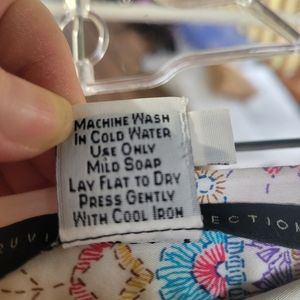 MACHINE WASH
IN COLD WATER
USE ONLY
MILD SOAP
LAY FLAT TO DRY
PRESS GENTLY
WITH COOL IRON